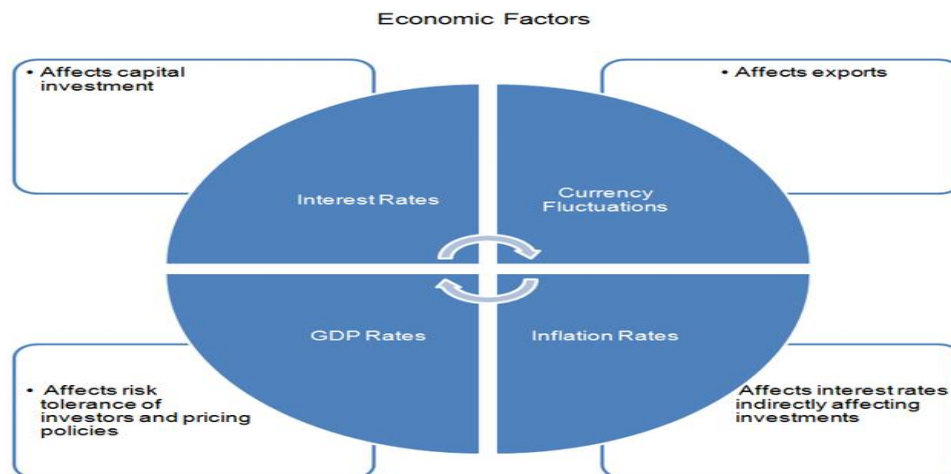 Economic Factors
• Affects capital
investment
• Affects exports
Interest Rates
Currency
Fluctuations
GDP Rates
Inflation Rates
• Affects risk
tolerance of
investors and pricing
policies
Affects interest rates
indirectly affecting
investments